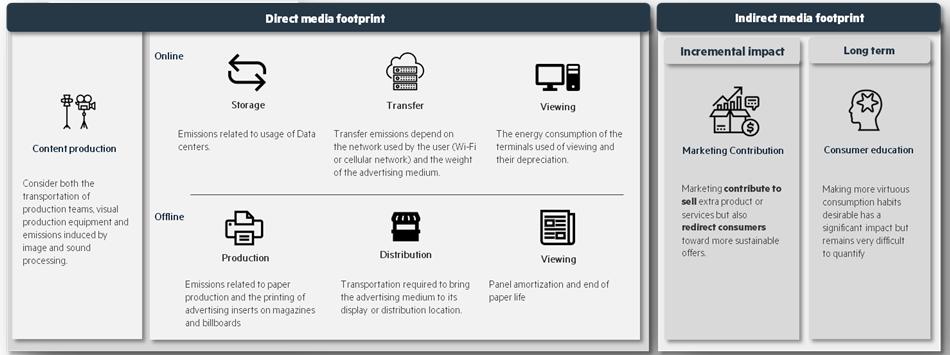 Direct media footprint
Content production
Consider both the
transportation of
production teams, visual
production equipment and
emissions induced by
image and sound
processing.
Online
Storage
Emissions related to usage of Data
centers.
Transfer
Transfer emissions depend on
the network used by the user (Wi-Fi
or cellular network) and the weight
of the advertising medium.
Viewing
The energy consumption of the
terminals used of viewing and
their depreciation.
Offline
Production
Emissions related to paper
production and the printing of
advertising inserts on magazines
and billboards
Distribution
Transportation required to bring
the advertising medium to its
display or distribution location.
Viewing
Panel amortization and end of
paper life
Indirect media footprint
Incremental impact
Marketing Contribution
Marketing contribute to
sell extra product or
services but also
redirect consumers
toward more sustainable
offers.
Long term
Consumer education
Making more virtuous
consumption habits
desirable has a
significant impact but
remains very difficult
to quantify